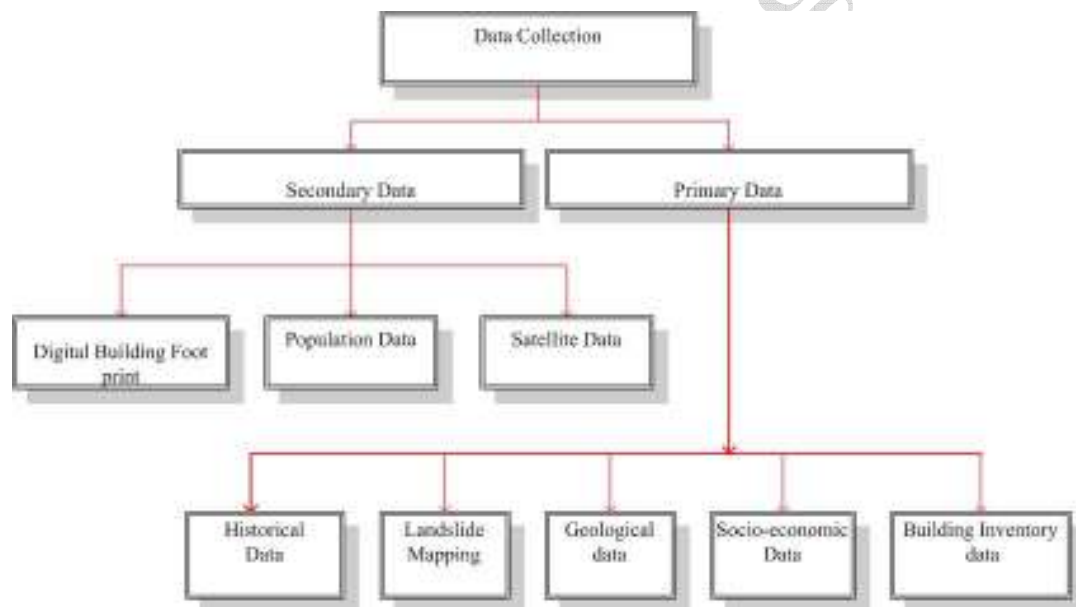 Data Collection
Secondary Data
Primary Data
Digital Building Foot
print
Population Data
Satellite Data
Historical
Data
Landslide
Mapping
Geological
data
Socio-economic
Data
Building Inventory
data